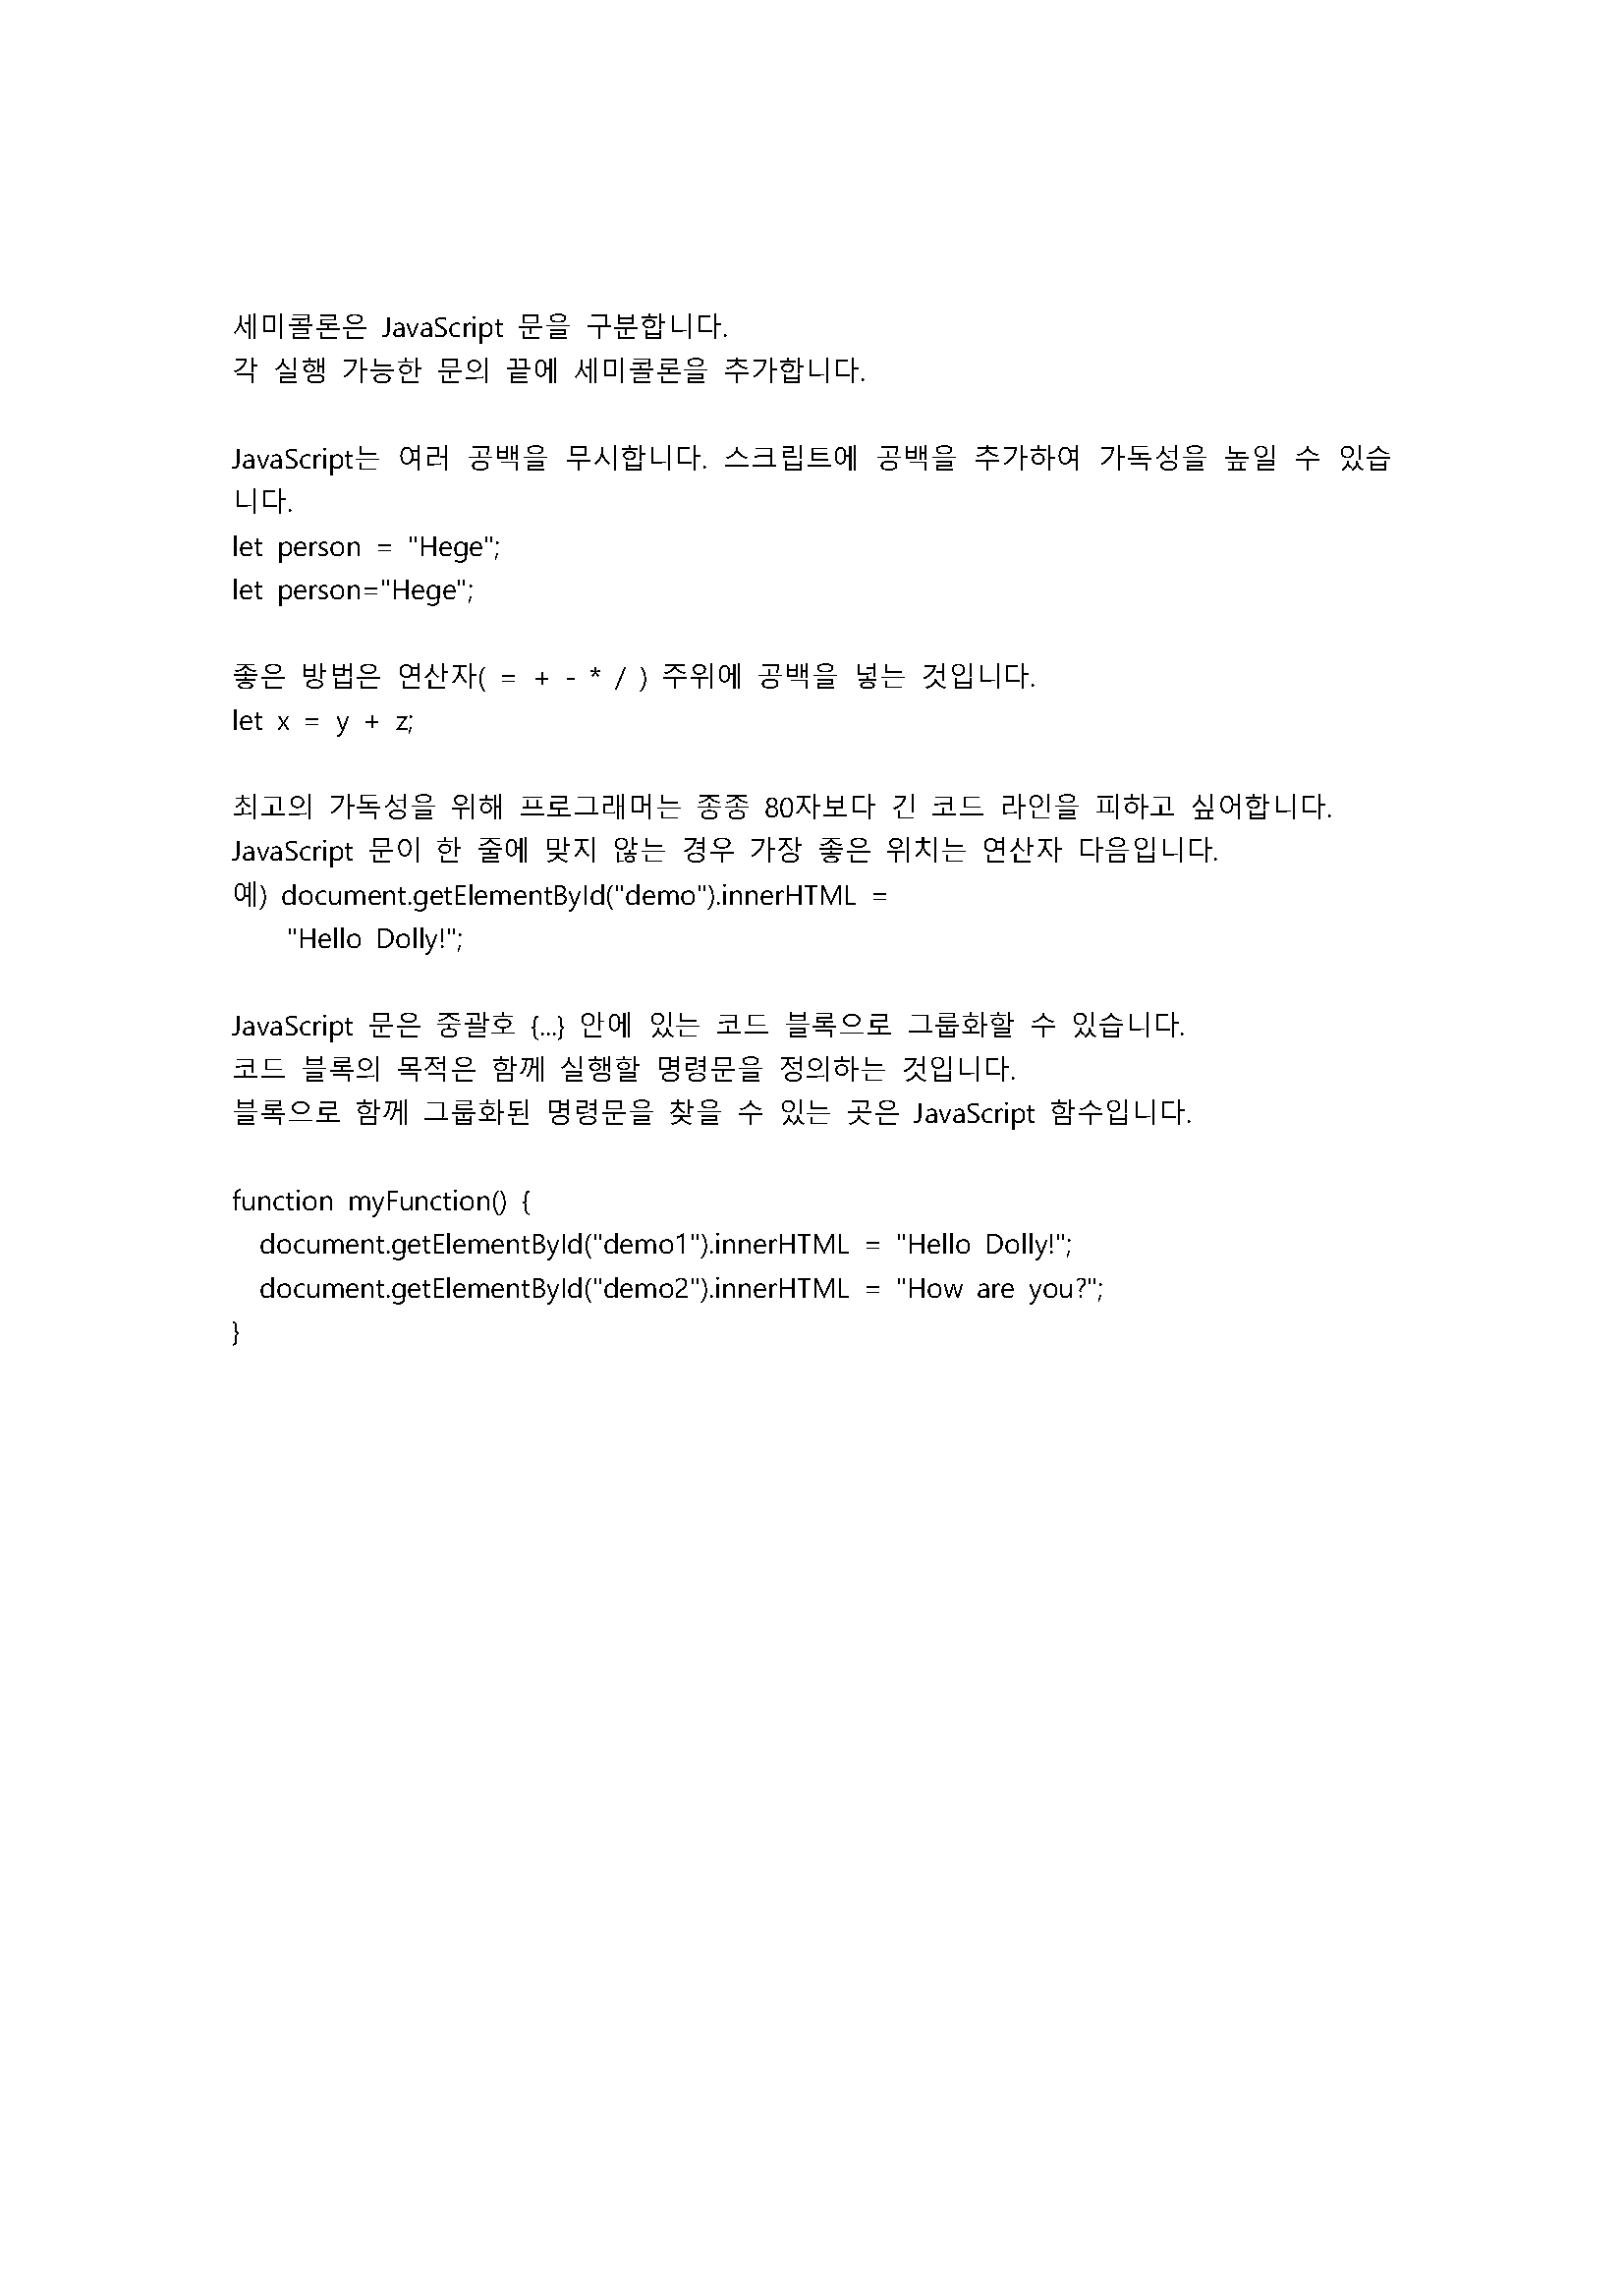 세미콜론은 JavaScript 문을 구분합니다.
각 실행 가능한 문의 끝에 세미콜론을 추가합니다.
JavaScript는 여러 공백을 무시합니다. 스크립트에 공백을 추가하여 가독성을 높일 수 있습
니다.
let person = "Hege";
let person="Hege";
좋은 방법은 연산자( = + - * / ) 주위에 공백을 넣는 것입니다.
let x = y + z;
최고의 가독성을 위해 프로그래머는 종종 80자보다 긴 코드 라인을 피하고 싶어합니다.
JavaScript 문이 한 줄에 맞지 않는 경우 가장 좋은 위치는 연산자 다음입니다.
예) document.getElementById("demo").innerHTML =
"Hello Dolly!";
JavaScript 문은 중괄호 {...} 안에 있는 코드 블록으로 그룹화할 수 있습니다.
코드 블록의 목적은 함께 실행할 명령문을 정의하는 것입니다.
블록으로 함께 그룹화된 명령문을 찾을 수 있는 곳은 JavaScript 함수입니다.
function myFunction() {
  document.getElementById("demo1").innerHTML = "Hello Dolly!";
  document.getElementById("demo2").innerHTML = "How are you?";
}